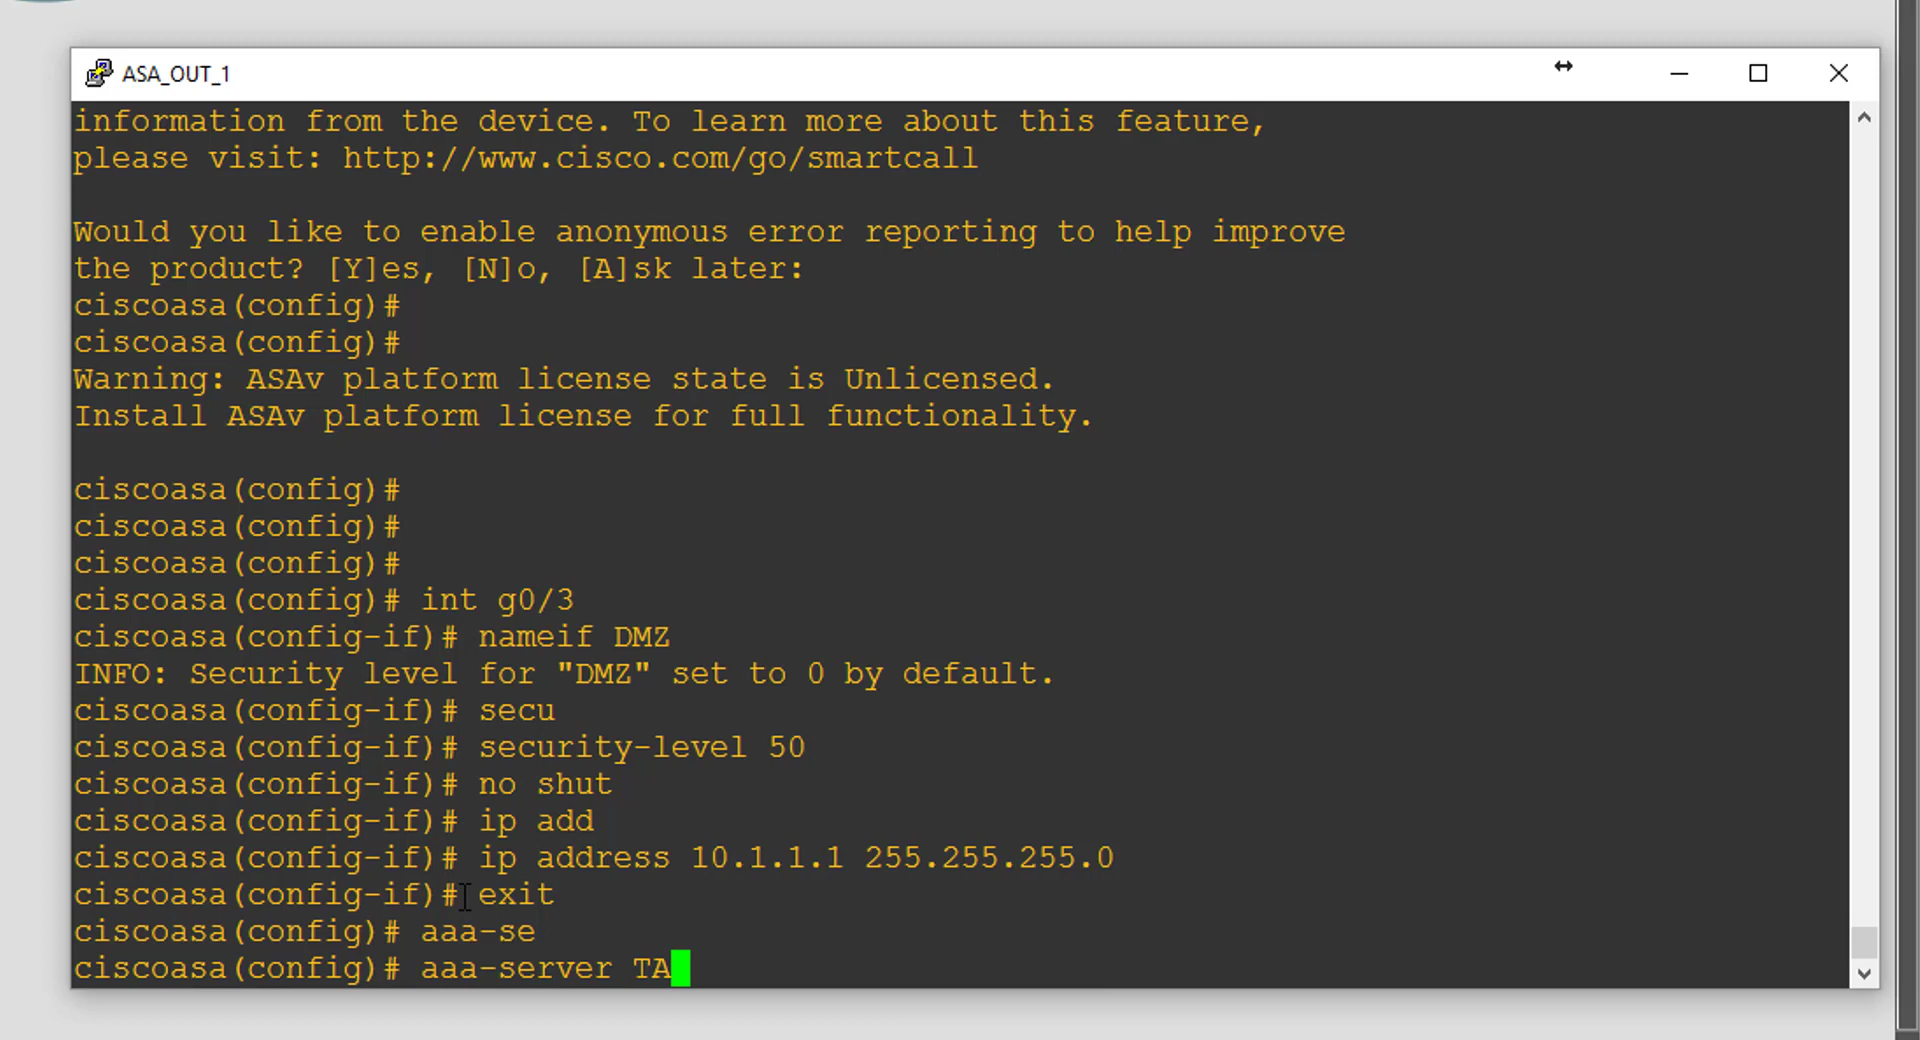 ASA_OUT_1
information from the device. To learn more about this feature,
please visit: http://www.cisco.com/go/smartcall
Would you like to enable anonymous error reporting to help improve
the product? [Y]es, [N]o, [A]sk later:
ciscoasa(config)#
ciscoasa(config)#
Warning: ASAv platform license state is Unlicensed.
Install ASAv platform license for full functionality.
ciscoasa(config)#
ciscoasa(config)#
ciscoasa(config)#
ciscoasa(config)# int g0/3
ciscoasa(config-if)# nameif DMZ
INFO: Security level for "DMZ" set to 0 by default.
ciscoasa(config-if)# secu
ciscoasa(config-if)# security-level 50
ciscoasa(config-if)# no shut
ciscoasa(config-if)# ip add
ciscoasa(config-if)# ip address 10.1.1.1 255.255.255.0
ciscoasa(config-if)# exit
ciscoasa(config)# aaa-se
ciscoasa(config)# aaa-server TA